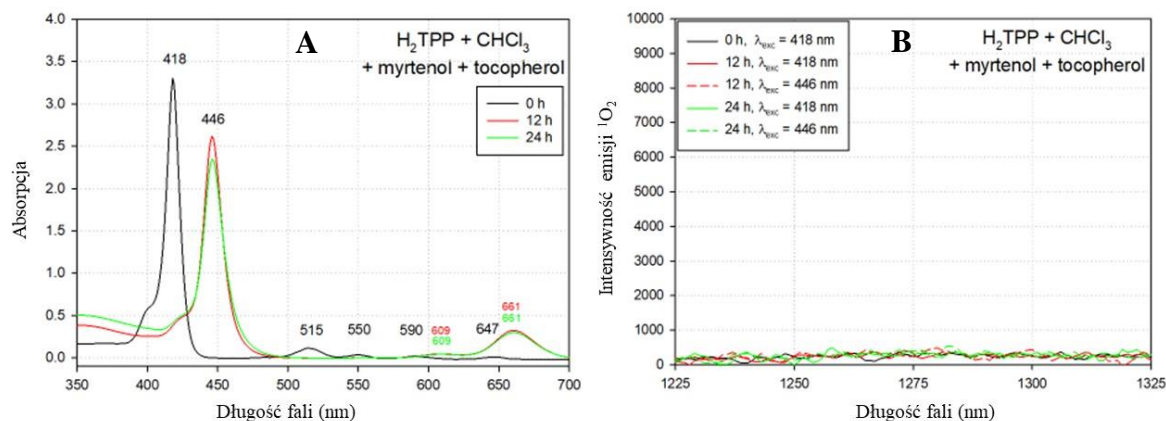 A
H₂TPP + CHCl₃
+ myrtenol + tocopherol
0 h
12 h
24 h
418
446
515
550
590
609
609
647
661
661
4.0
3.5
3.0
2.5
2.0
1.5
1.0
0.5
0.0
Absorpcja
350 400 450 500 550 600 650 700
Długość fali (nm)
B
H₂TPP + CHCl₃
+ myrtenol + tocopherol
0 h, λexc = 418 nm
12 h, λexc = 418 nm
12 h, λexc = 446 nm
24 h, λexc = 418 nm
24 h, λexc = 446 nm
10000
9000
8000
7000
6000
5000
4000
3000
2000
1000
0
Intensywność emisji ¹O₂
1225 1250 1275 1300 1325
Długość fali (nm)